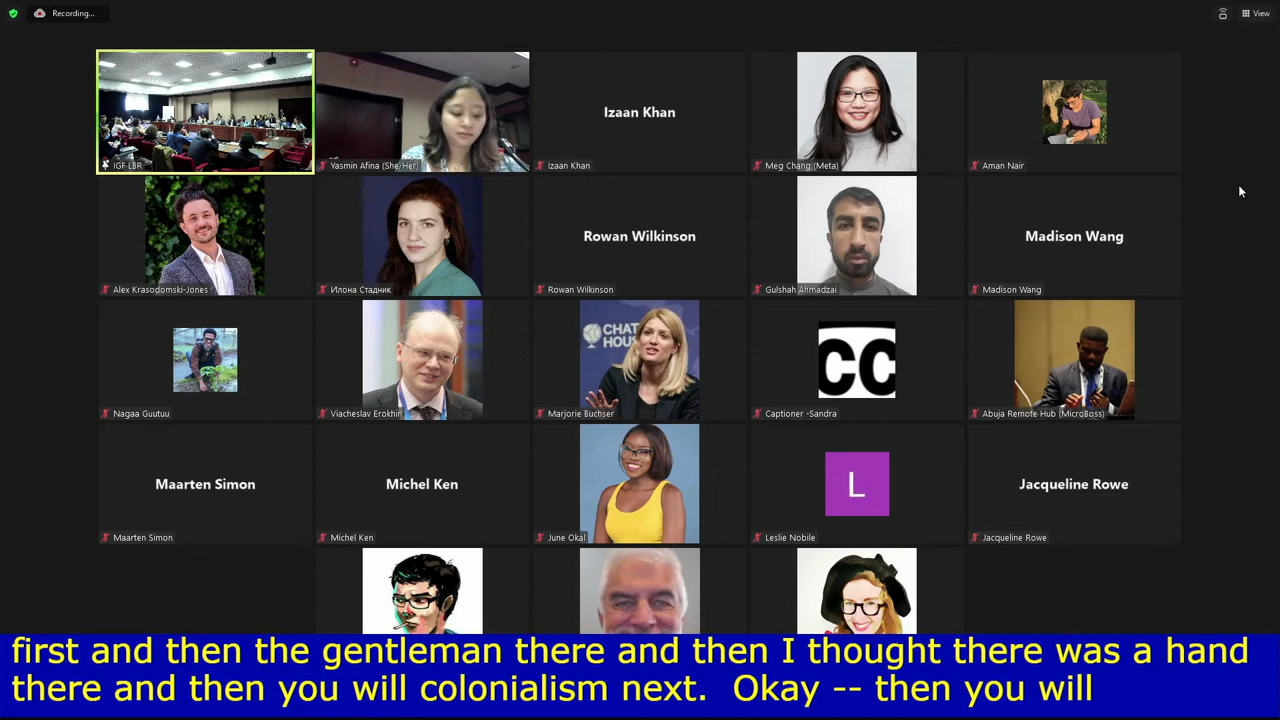 Recording...
View
IGF LBR
Yasmin Afina (She/Her)
Izaan Khan
Izaan Khan
Meg Chang (Meta)
Aman Nair
Alex Krasodomski-Jones
Илона Стадник
Rowan Wilkinson
Rowan Wilkinson
Gulshah Ahmadzai
Madison Wang
Madison Wang
Nagaa Guutuu
Viacheslav Erokhin
CHAT
HOUS
Marjorie Buchser
CC
Captioner -Sandra
Abuja Remote Hub (MicroBoss)
Maarten Simon
Maarten Simon
Michel Ken
Michel Ken
June Okal
L
Leslie Nobile
Jacqueline Rowe
Jacqueline Rowe
first and then the gentleman there and then I thought there was a hand
there and then you will colonialism next. Okay -- then you will